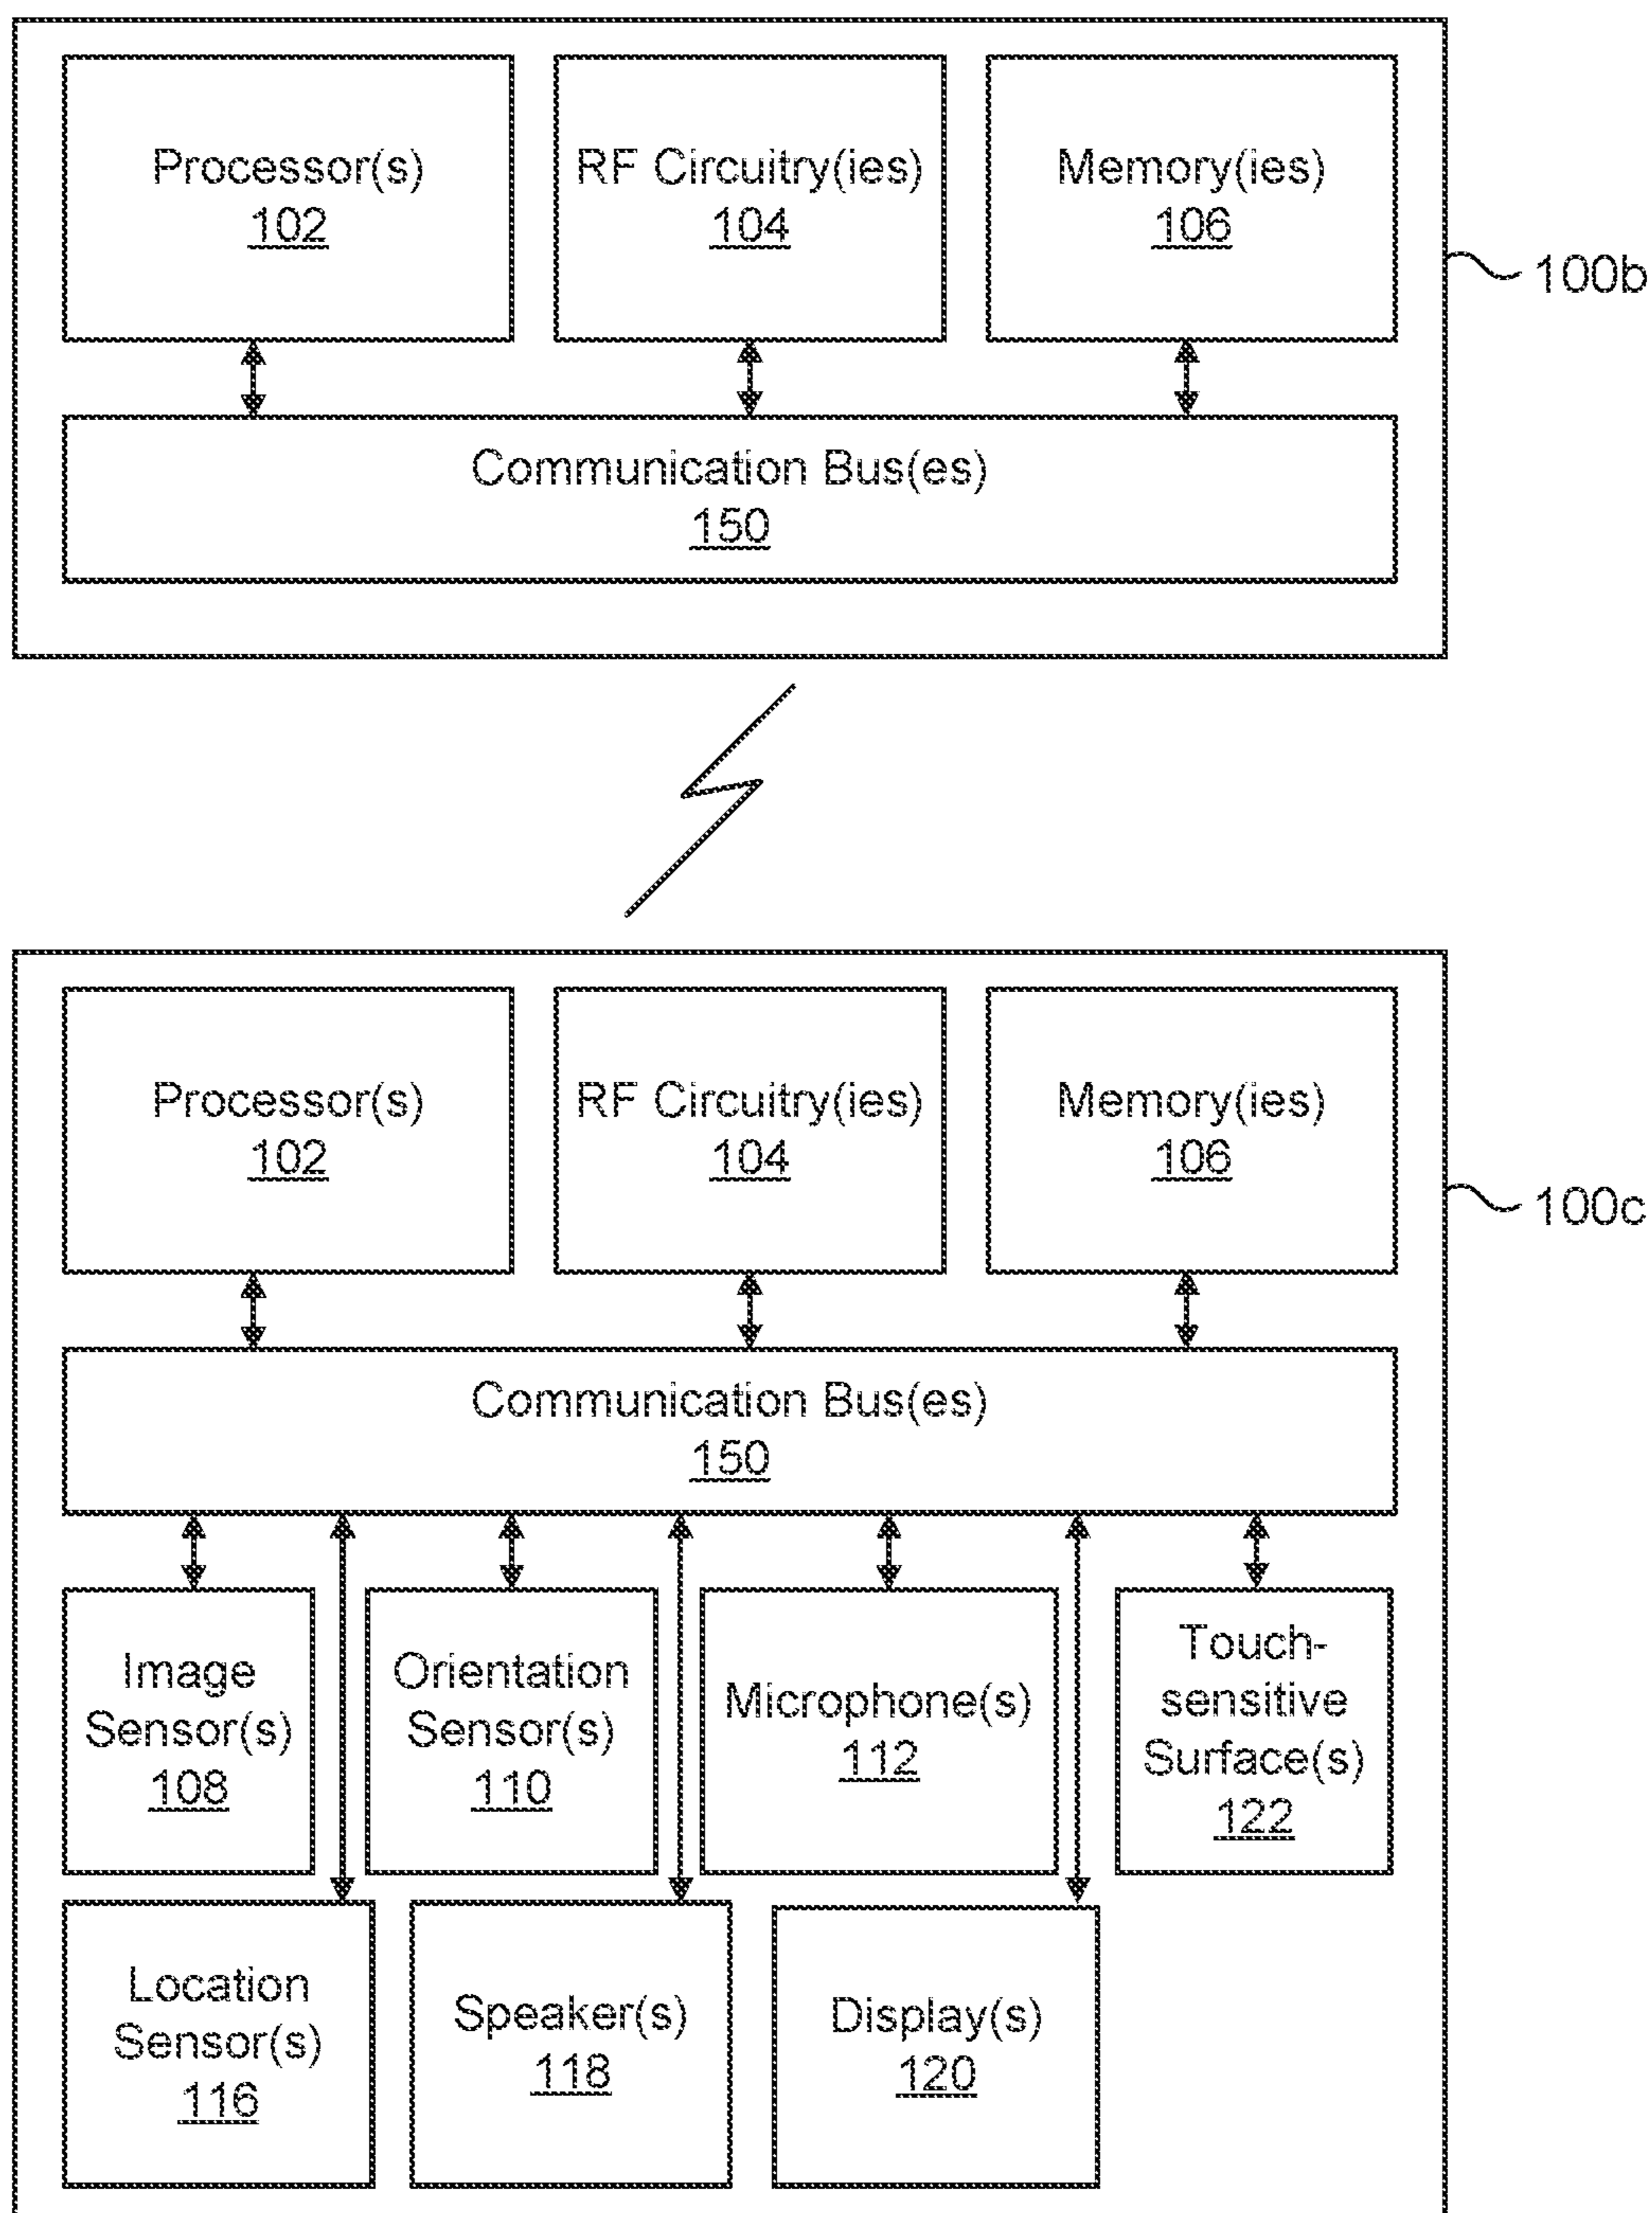 Processor(s)
102
RF Circuitry(ies)
104
Memory(ies)
106
100b
Communication Bus(es)
150
Processor(s)
102
RF Circuitry(ies)
104
Memory(ies)
106
100c
Communication Bus(es)
150
Image
Sensor(s)
108
Orientation
Sensor(s)
110
Microphone(s)
112
Touch-
sensitive
Surface(s)
122
Location
Sensor(s)
116
Speaker(s)
118
Display(s)
120